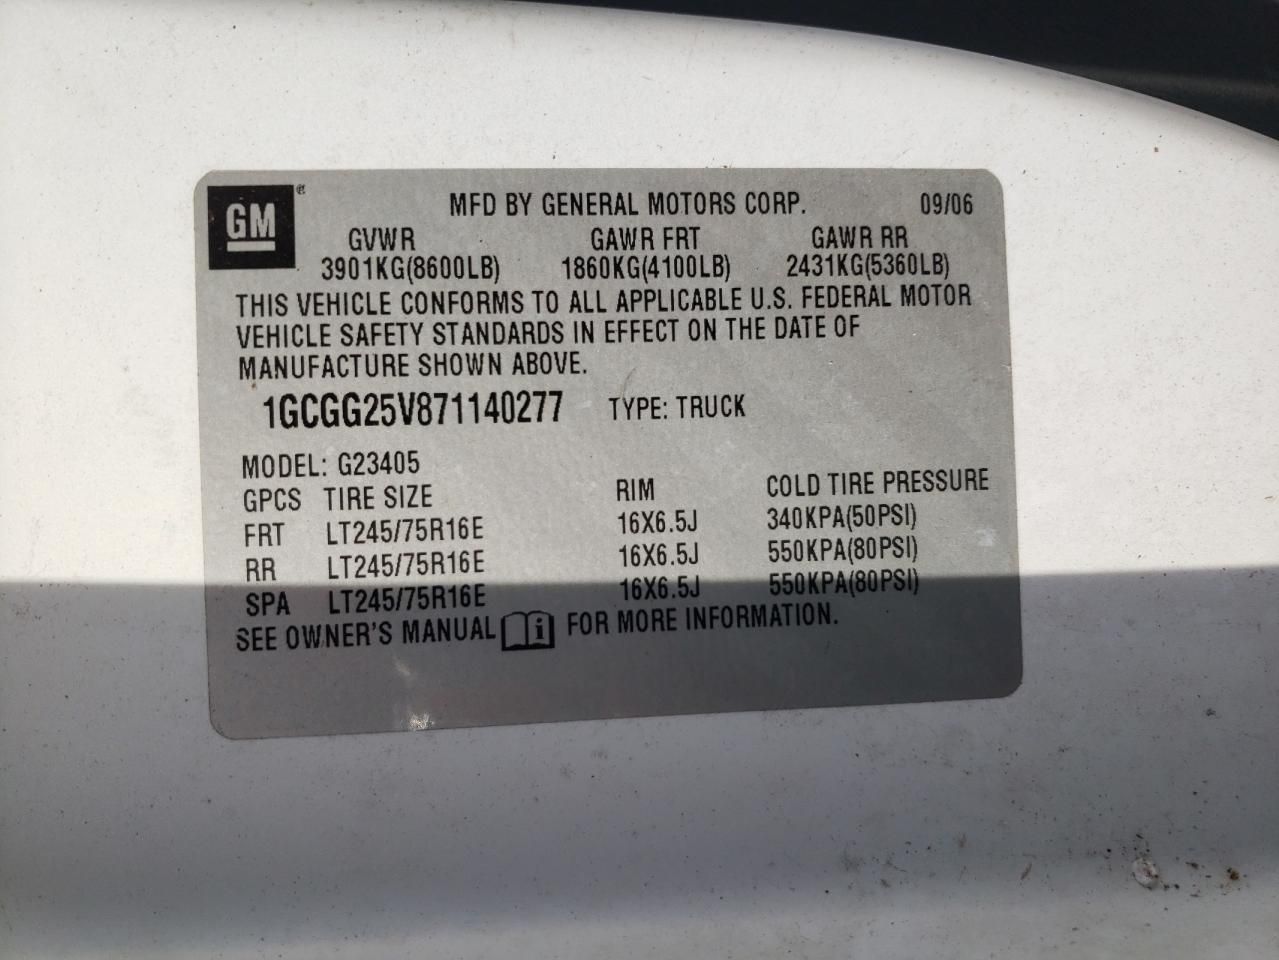 GM ®
MFD BY GENERAL MOTORS CORP. 09/06
GVWR GAWR FRT GAWR RR
3901KG(8600LB) 1860KG(4100LB) 2431KG(5360LB)
THIS VEHICLE CONFORMS TO ALL APPLICABLE U.S. FEDERAL MOTOR
VEHICLE SAFETY STANDARDS IN EFFECT ON THE DATE OF
MANUFACTURE SHOWN ABOVE.
1GCGG25V871140277 TYPE: TRUCK
MODEL: G23405
GPCS TIRE SIZE RIM COLD TIRE PRESSURE
FRT LT245/75R16E 16X6.5J 340KPA(50PSI)
RR LT245/75R16E 16X6.5J 550KPA(80PSI)
SPA LT245/75R16E 16X6.5J 550KPA(80PSI)
SEE OWNER'S MANUAL i FOR MORE INFORMATION.